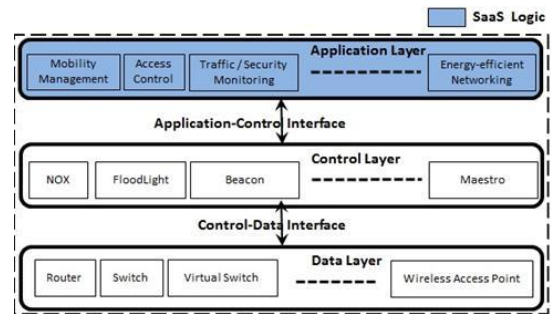 SaaS Logic
Application Layer
Mobility
Management
Access
Control
Traffic / Security
Monitoring
Energy-efficient
Networking
Application-Control Interface
Control Layer
NOX
FloodLight
Beacon
Maestro
Control-Data Interface
Data Layer
Router
Switch
Virtual Switch
Wireless Access Point